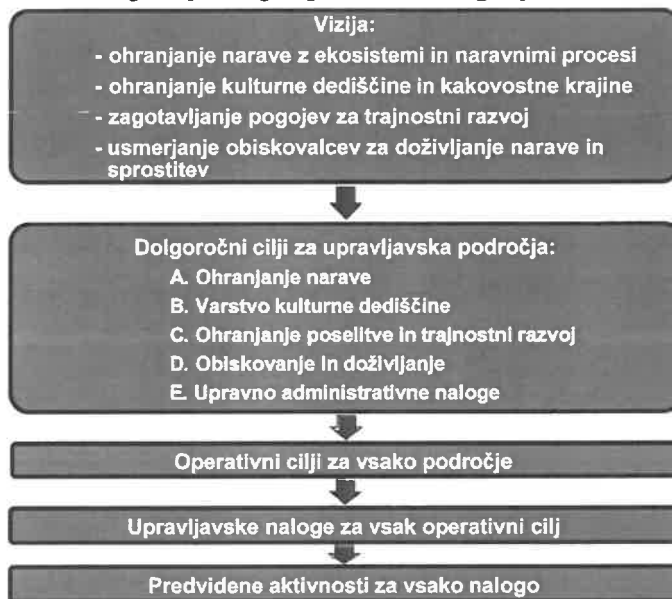 Vizija:
- ohranjanje narave z ekosistemi in naravnimi procesi
- ohranjanje kulturne dediščine in kakovostne krajine
- zagotavljanje pogojev za trajnostni razvoj
- usmerjanje obiskovalcev za doživljanje narave in
sprostitev
Dolgoročni cilji za upravljavska področja:
A. Ohranjanje narave
B. Varstvo kulturne dediščine
C. Ohranjanje poselitve in trajnostni razvoj
D. Obiskovanje in doživljanje
E. Upravno administrativne naloge
Operativni cilji za vsako področje
Upravljavske naloge za vsak operativni cilj
Predvidene aktivnosti za vsako nalogo